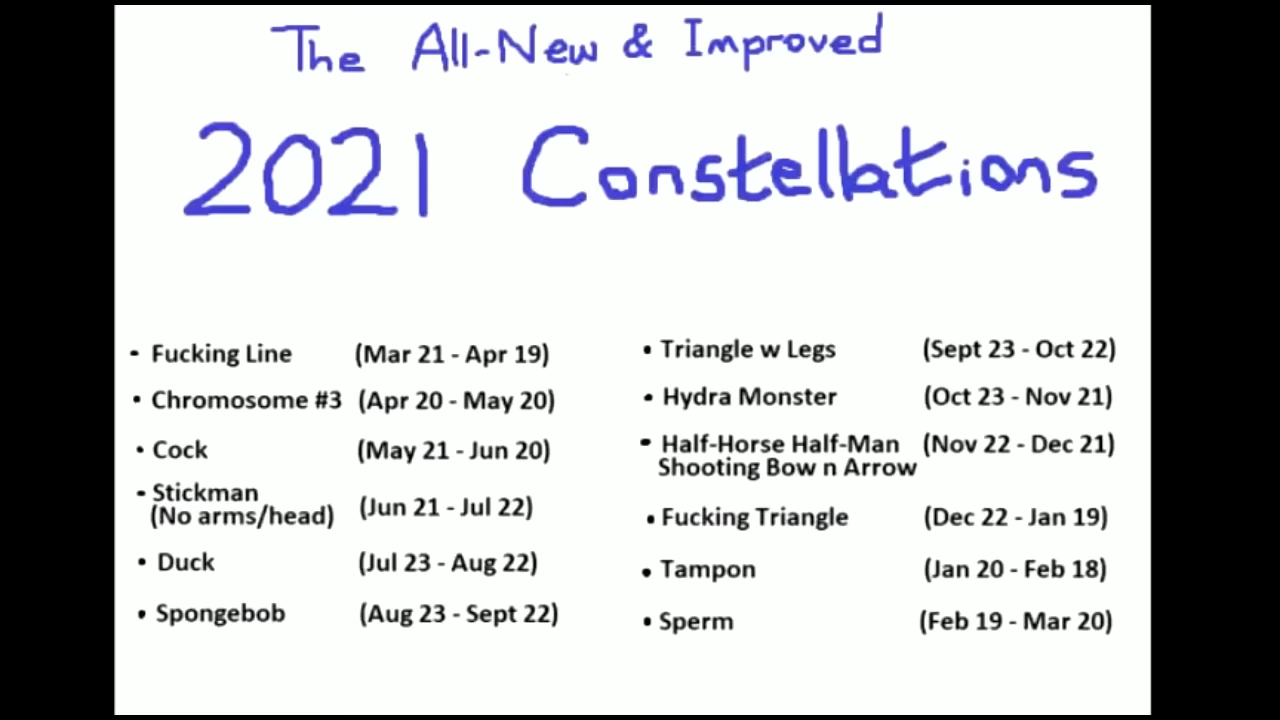 The All-New & Improved
2021 Constellations
• Fucking Line (Mar 21 - Apr 19)
• Chromosome #3 (Apr 20 - May 20)
• Cock (May 21 - Jun 20)
• Stickman
(No arms/head) (Jun 21 - Jul 22)
• Duck (Jul 23 - Aug 22)
• Spongebob (Aug 23 - Sept 22)
• Triangle w Legs (Sept 23 - Oct 22)
• Hydra Monster (Oct 23 - Nov 21)
• Half-Horse Half-Man (Nov 22 - Dec 21)
Shooting Bow n Arrow
• Fucking Triangle (Dec 22 - Jan 19)
• Tampon (Jan 20 - Feb 18)
• Sperm (Feb 19 - Mar 20)